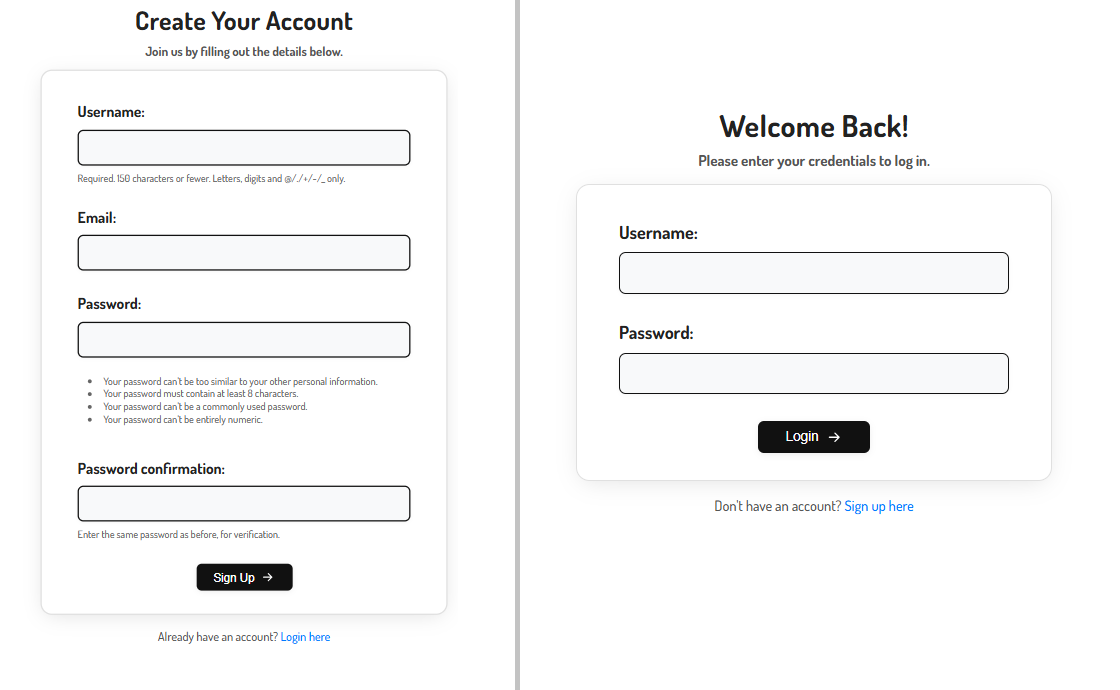 Create Your Account
Join us by filling out the details below.
Username:
Required. 150 characters or fewer. Letters, digits and @/./+/-/_ only.
Email:
Password:
Your password can't be too similar to your other personal information.
Your password must contain at least 8 characters.
Your password can't be a commonly used password.
Your password can't be entirely numeric.
Password confirmation:
Enter the same password as before, for verification.
Sign Up →
Already have an account? Login here
Welcome Back!
Please enter your credentials to log in.
Username:
Password:
Login →
Don't have an account? Sign up here